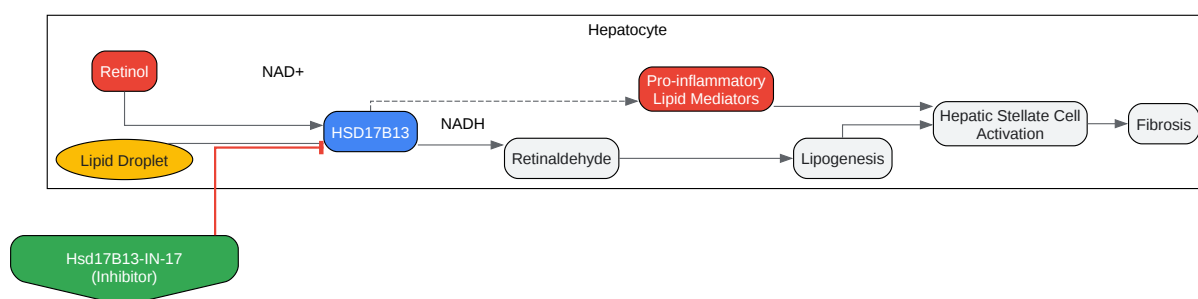 Hepatocyte
Retinol
NAD+
Pro-inflammatory
Lipid Mediators
HSD17B13
NADH
Hepatic Stellate Cell
Activation
Fibrosis
Lipid Droplet
Retinaldehyde
Lipogenesis
Hsd17B13-IN-17
(Inhibitor)